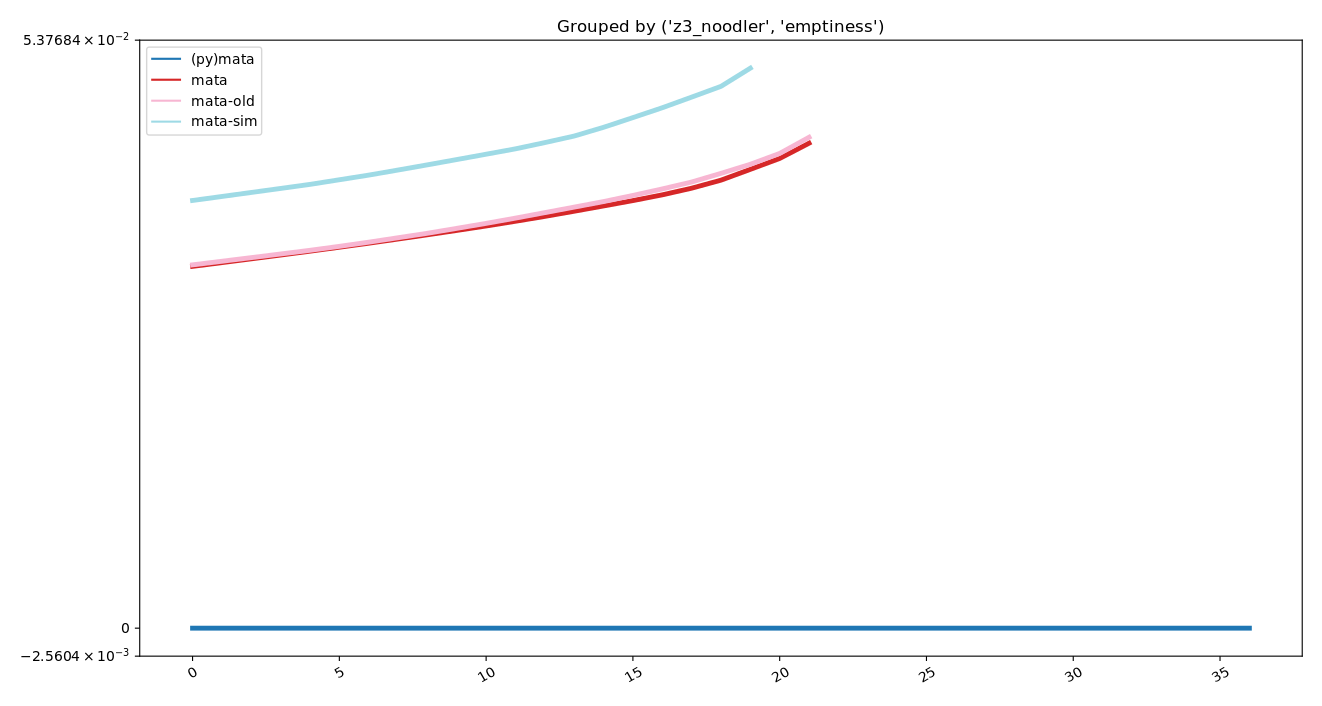 Grouped by ('z3_noodler', 'emptiness')
5.37684 × 10⁻²
(py)mata
mata
mata-old
mata-sim
0
−2.5604 × 10⁻³
0 5 10 15 20 25 30 35